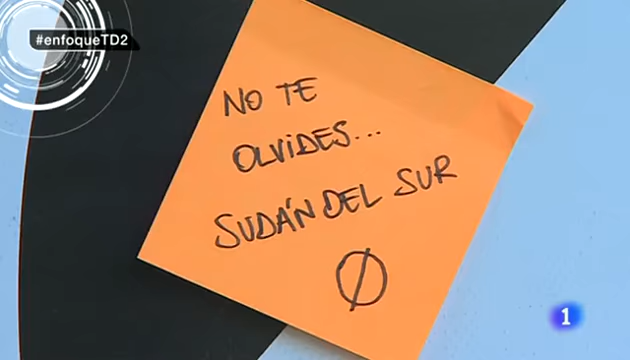 #enfoqueTD2
NO TE
OLVIDES...
SUDÁN DEL SUR
Ø
1